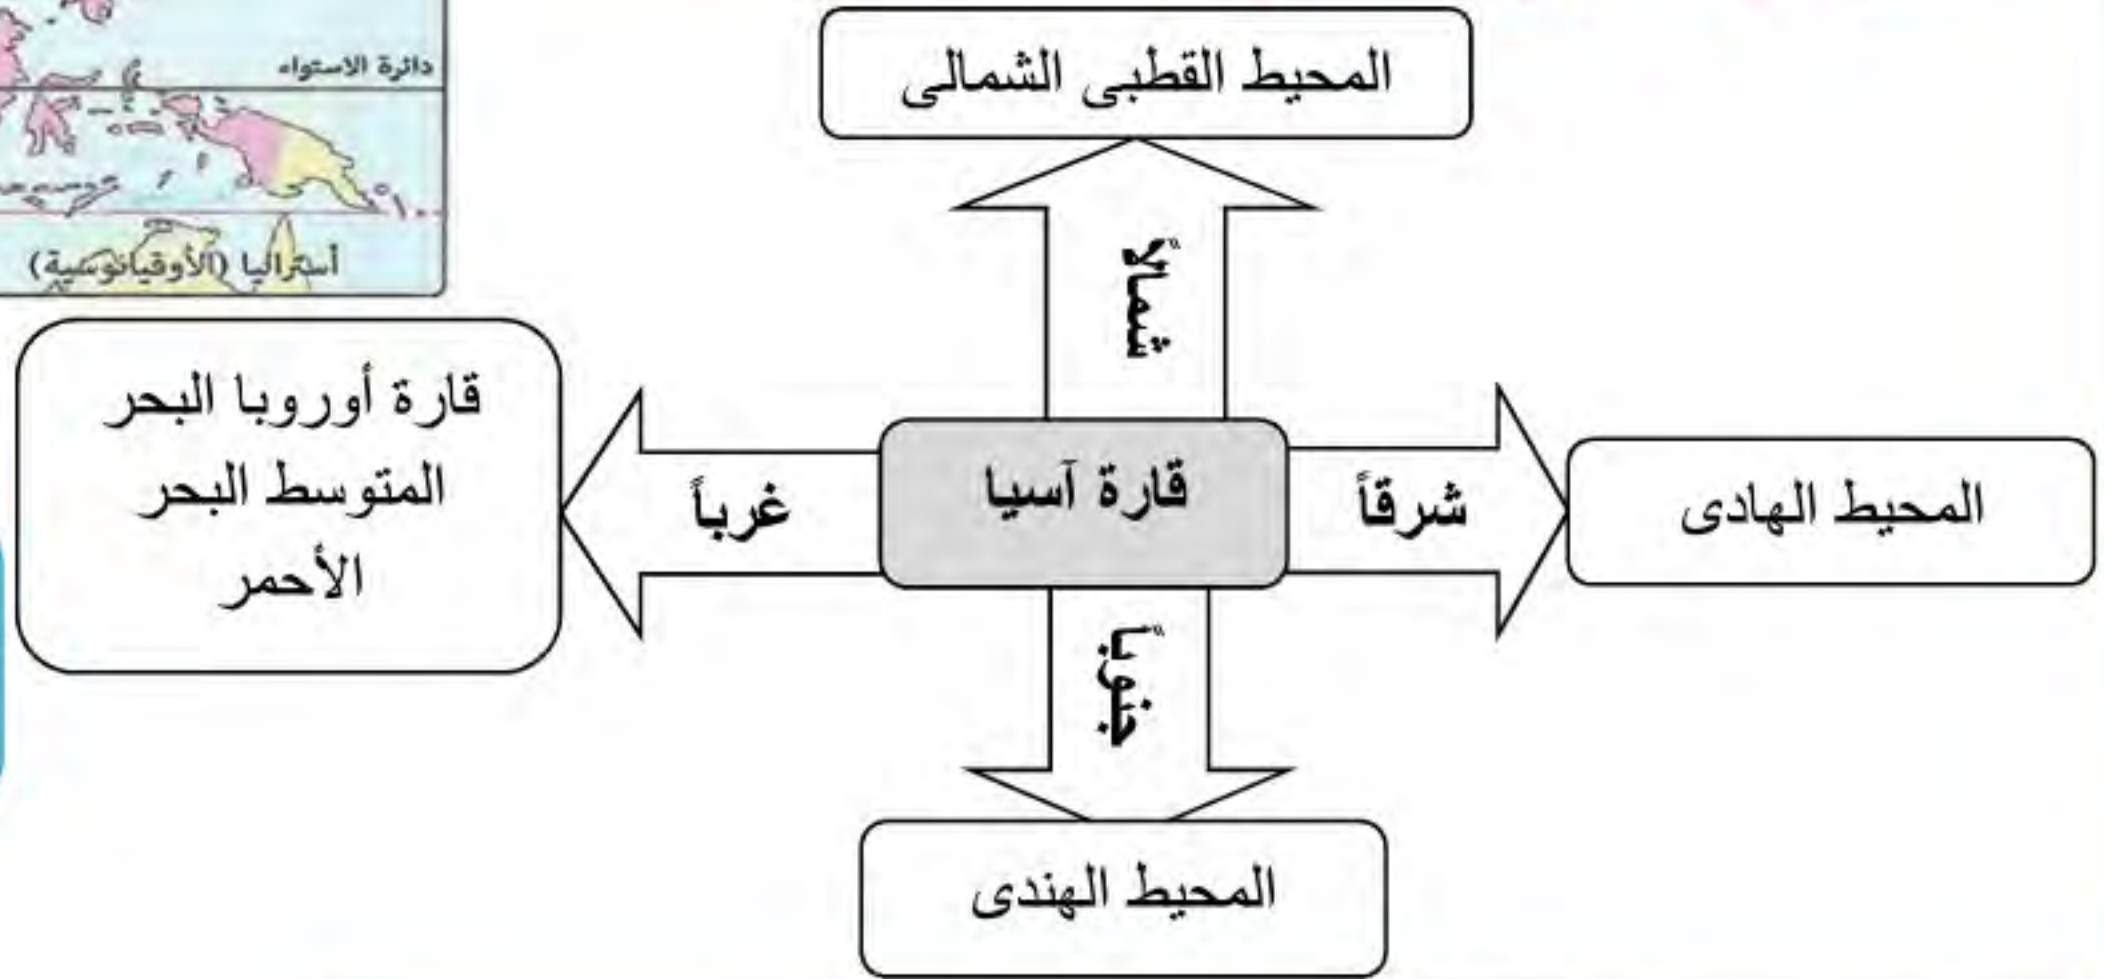 دائرة الاستواء
١٠°
أستراليا (الأوقيانوسية)
المحيط القطبى الشمالى
شمالاً
قارة أوروبا البحر
المتوسط البحر
الأحمر
غرباً
قارة آسيا
شرقاً
المحيط الهادى
جنوباً
المحيط الهندى